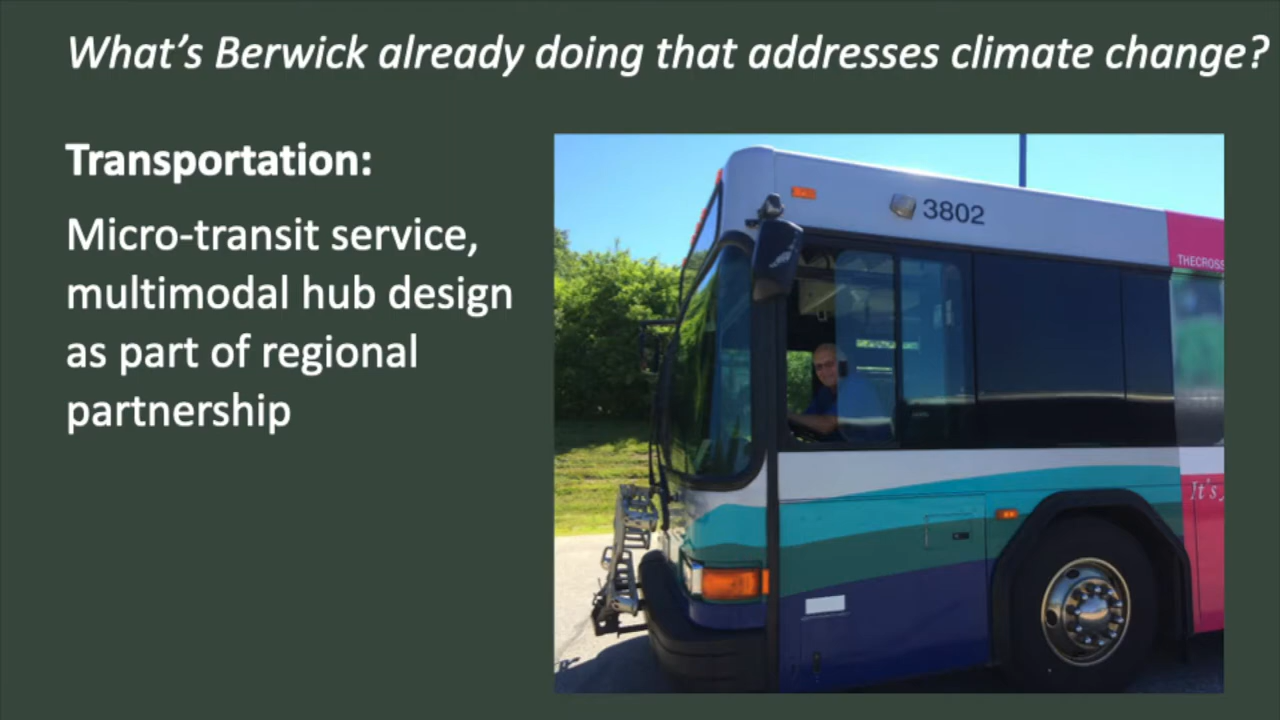 What's Berwick already doing that addresses climate change?
Transportation:
Micro-transit service,
multimodal hub design
as part of regional
partnership
3802
THECROSS
It's